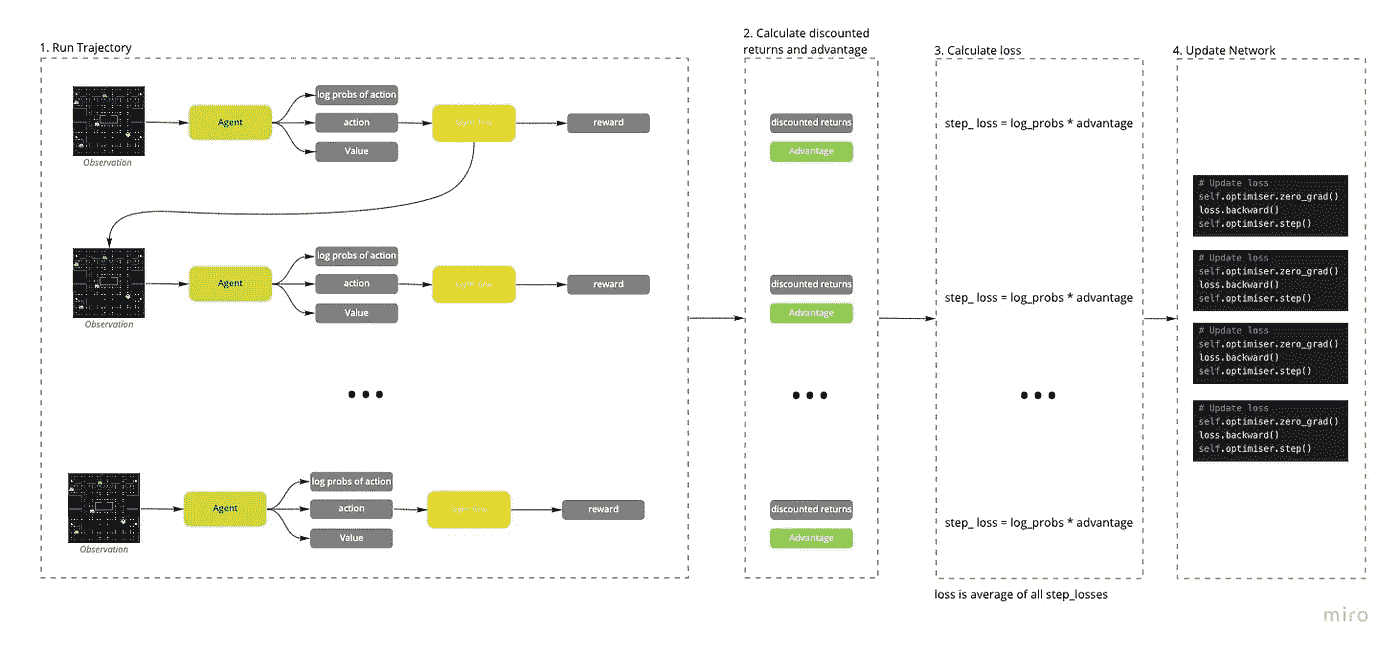 1. Run Trajectory
log probs of action
Agent
action
reward
Value
Observation
log probs of action
Agent
action
Gym Env
reward
Value
Observation
log probs of action
Agent
action
reward
Value
Observation
2. Calculate discounted
returns and advantage
discounted returns
Advantage
discounted returns
Advantage
discounted returns
Advantage
3. Calculate loss
step_ loss = log_probs * advantage
step_ loss = log_probs * advantage
step_ loss = log_probs * advantage
loss is average of all step_losses
4. Update Network
# Update loss
self.optimiser.zero_grad()
loss.backward()
self.optimiser.step()
# Update loss
self.optimiser.zero_grad()
loss.backward()
self.optimiser.step()
# Update loss
self.optimiser.zero_grad()
loss.backward()
self.optimiser.step()
# Update loss
self.optimiser.zero_grad()
loss.backward()
self.optimiser.step()
miro